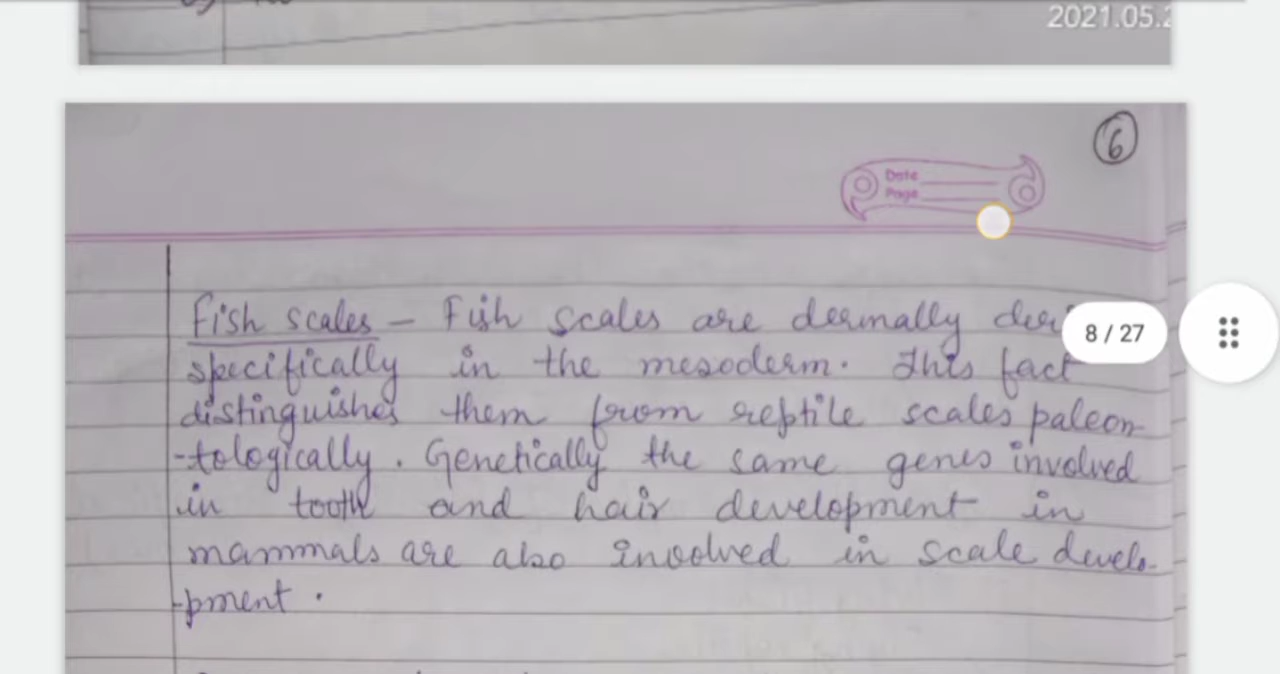 2021.05.2
6
Date
Page
Fish scales – Fish scales are dermally der
8 / 27
specifically in the mesoderm. This fact
distinguishes them from reptile scales paleon-
-tologically. Genetically the same genes involved
in tooth and hair development in
mammals are also involved in scale develo-
-pment.